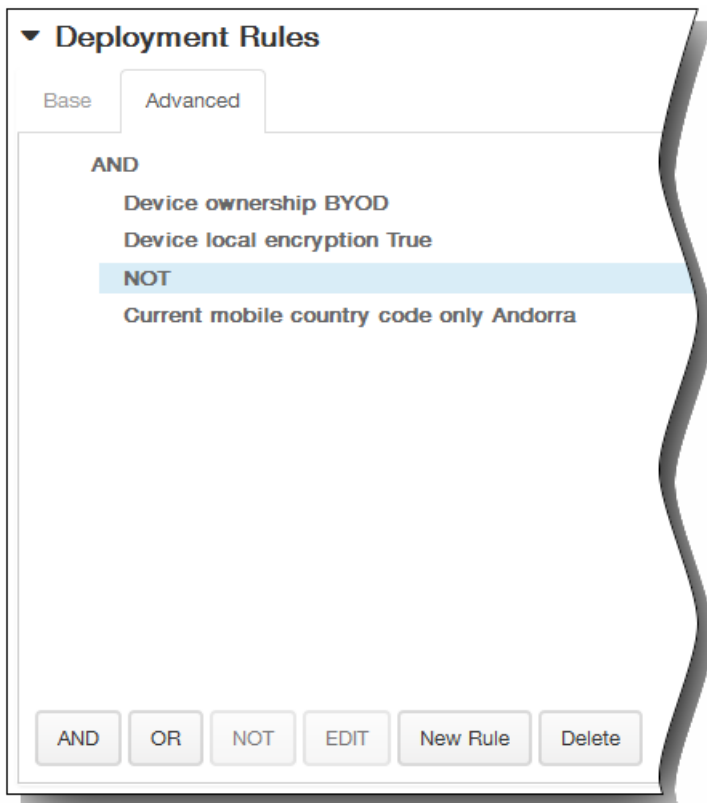 Deployment Rules
Base Advanced
AND
Device ownership BYOD
Device local encryption True
NOT
Current mobile country code only Andorra
AND OR NOT EDIT New Rule Delete